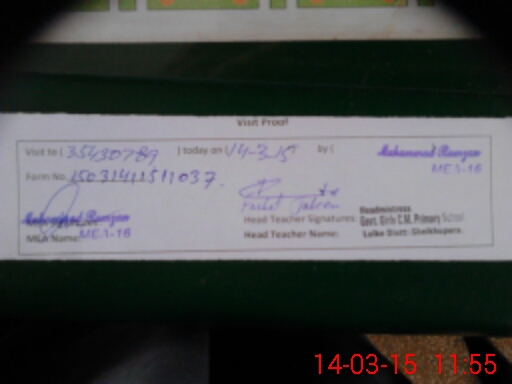 Visit Proof
Visit to ( 35430789 ) today on 14-3-15 by ( Muhammad Ramzan
MEA-16
Form No. 15031411511037.
Muhammad Ramzan
MEA Name: MEA-16
Head Teacher Signatures:
Head Teacher Name:
Headmistress
Govt. Girls C.M. Primary School
Distt: Sheikhupura.
14-03-15 11:55